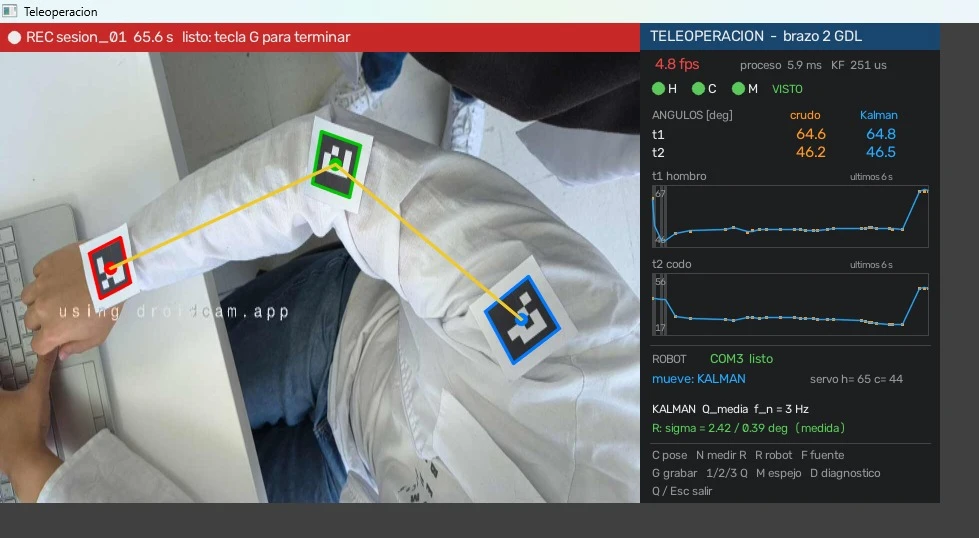 Teleoperacion
REC sesion_01 65.6 s listo: tecla G para terminar
using droidcam.app
TELEOPERACION - brazo 2 GDL
4.8 fps proceso 5.9 ms KF 251 us
H C M VISTO
ANGULOS [deg] crudo Kalman
t1 64.6 64.8
t2 46.2 46.5
t1 hombro ultimos 6 s
67
46
t2 codo ultimos 6 s
56
17
ROBOT COM3 listo
mueve: KALMAN servo h= 65 c= 44
KALMAN Q_media f_n = 3 Hz
R: sigma = 2.42 / 0.39 deg (medida)
C pose N medir R R robot F fuente
G grabar 1/2/3 Q M espejo D diagnostico
Q / Esc salir